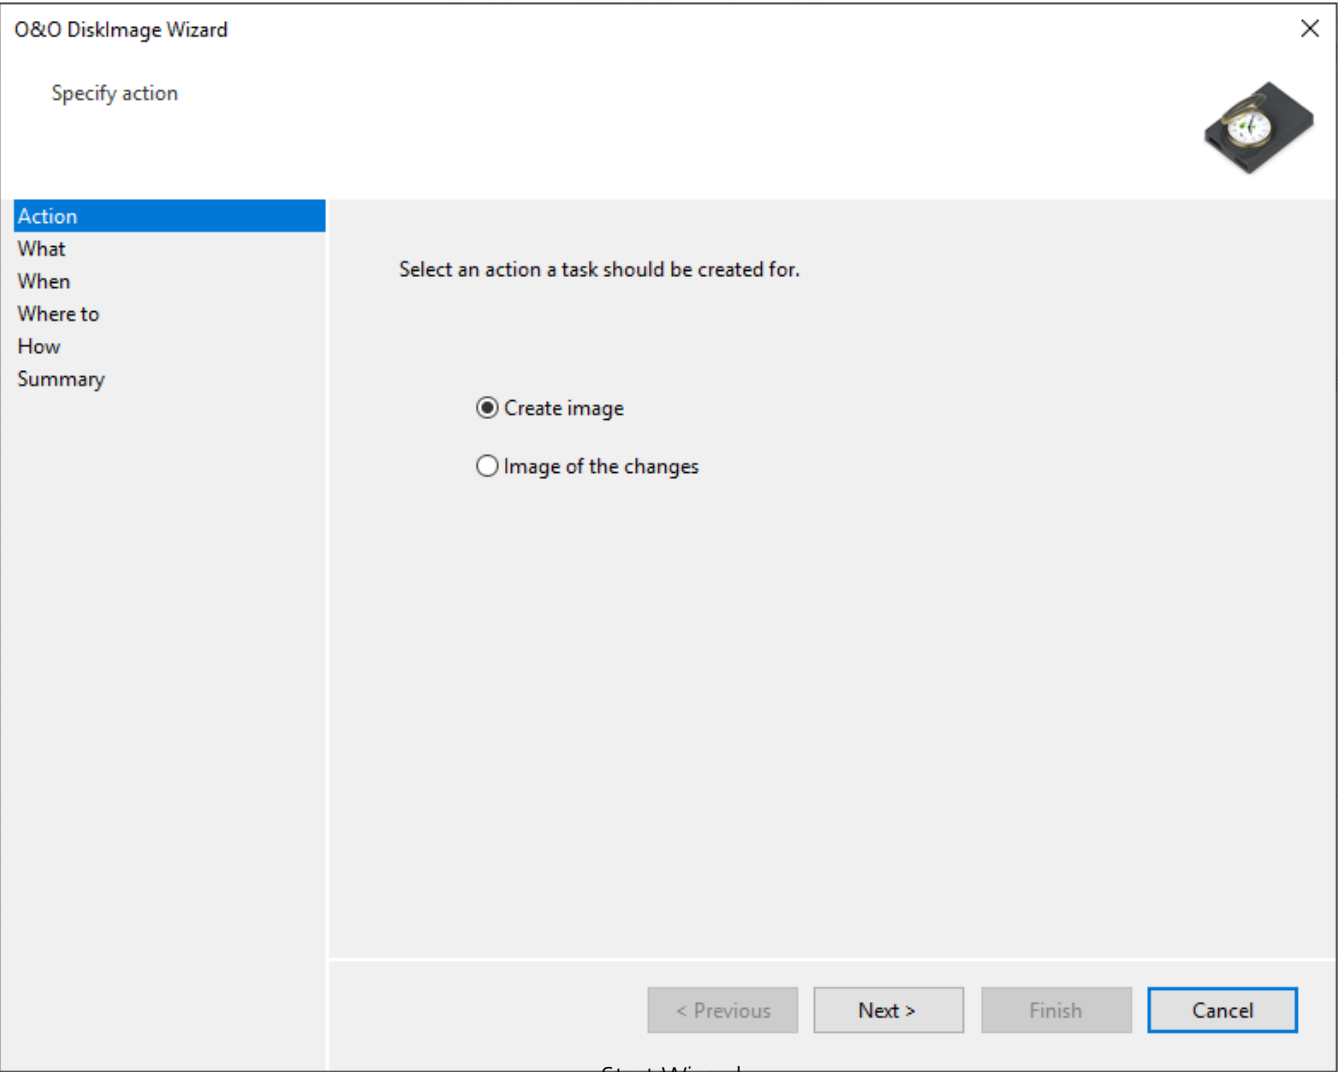 O&O DiskImage Wizard
Specify action
Action
What
When
Where to
How
Summary
Select an action a task should be created for.
Create image
Image of the changes
< Previous
Next >
Finish
Cancel